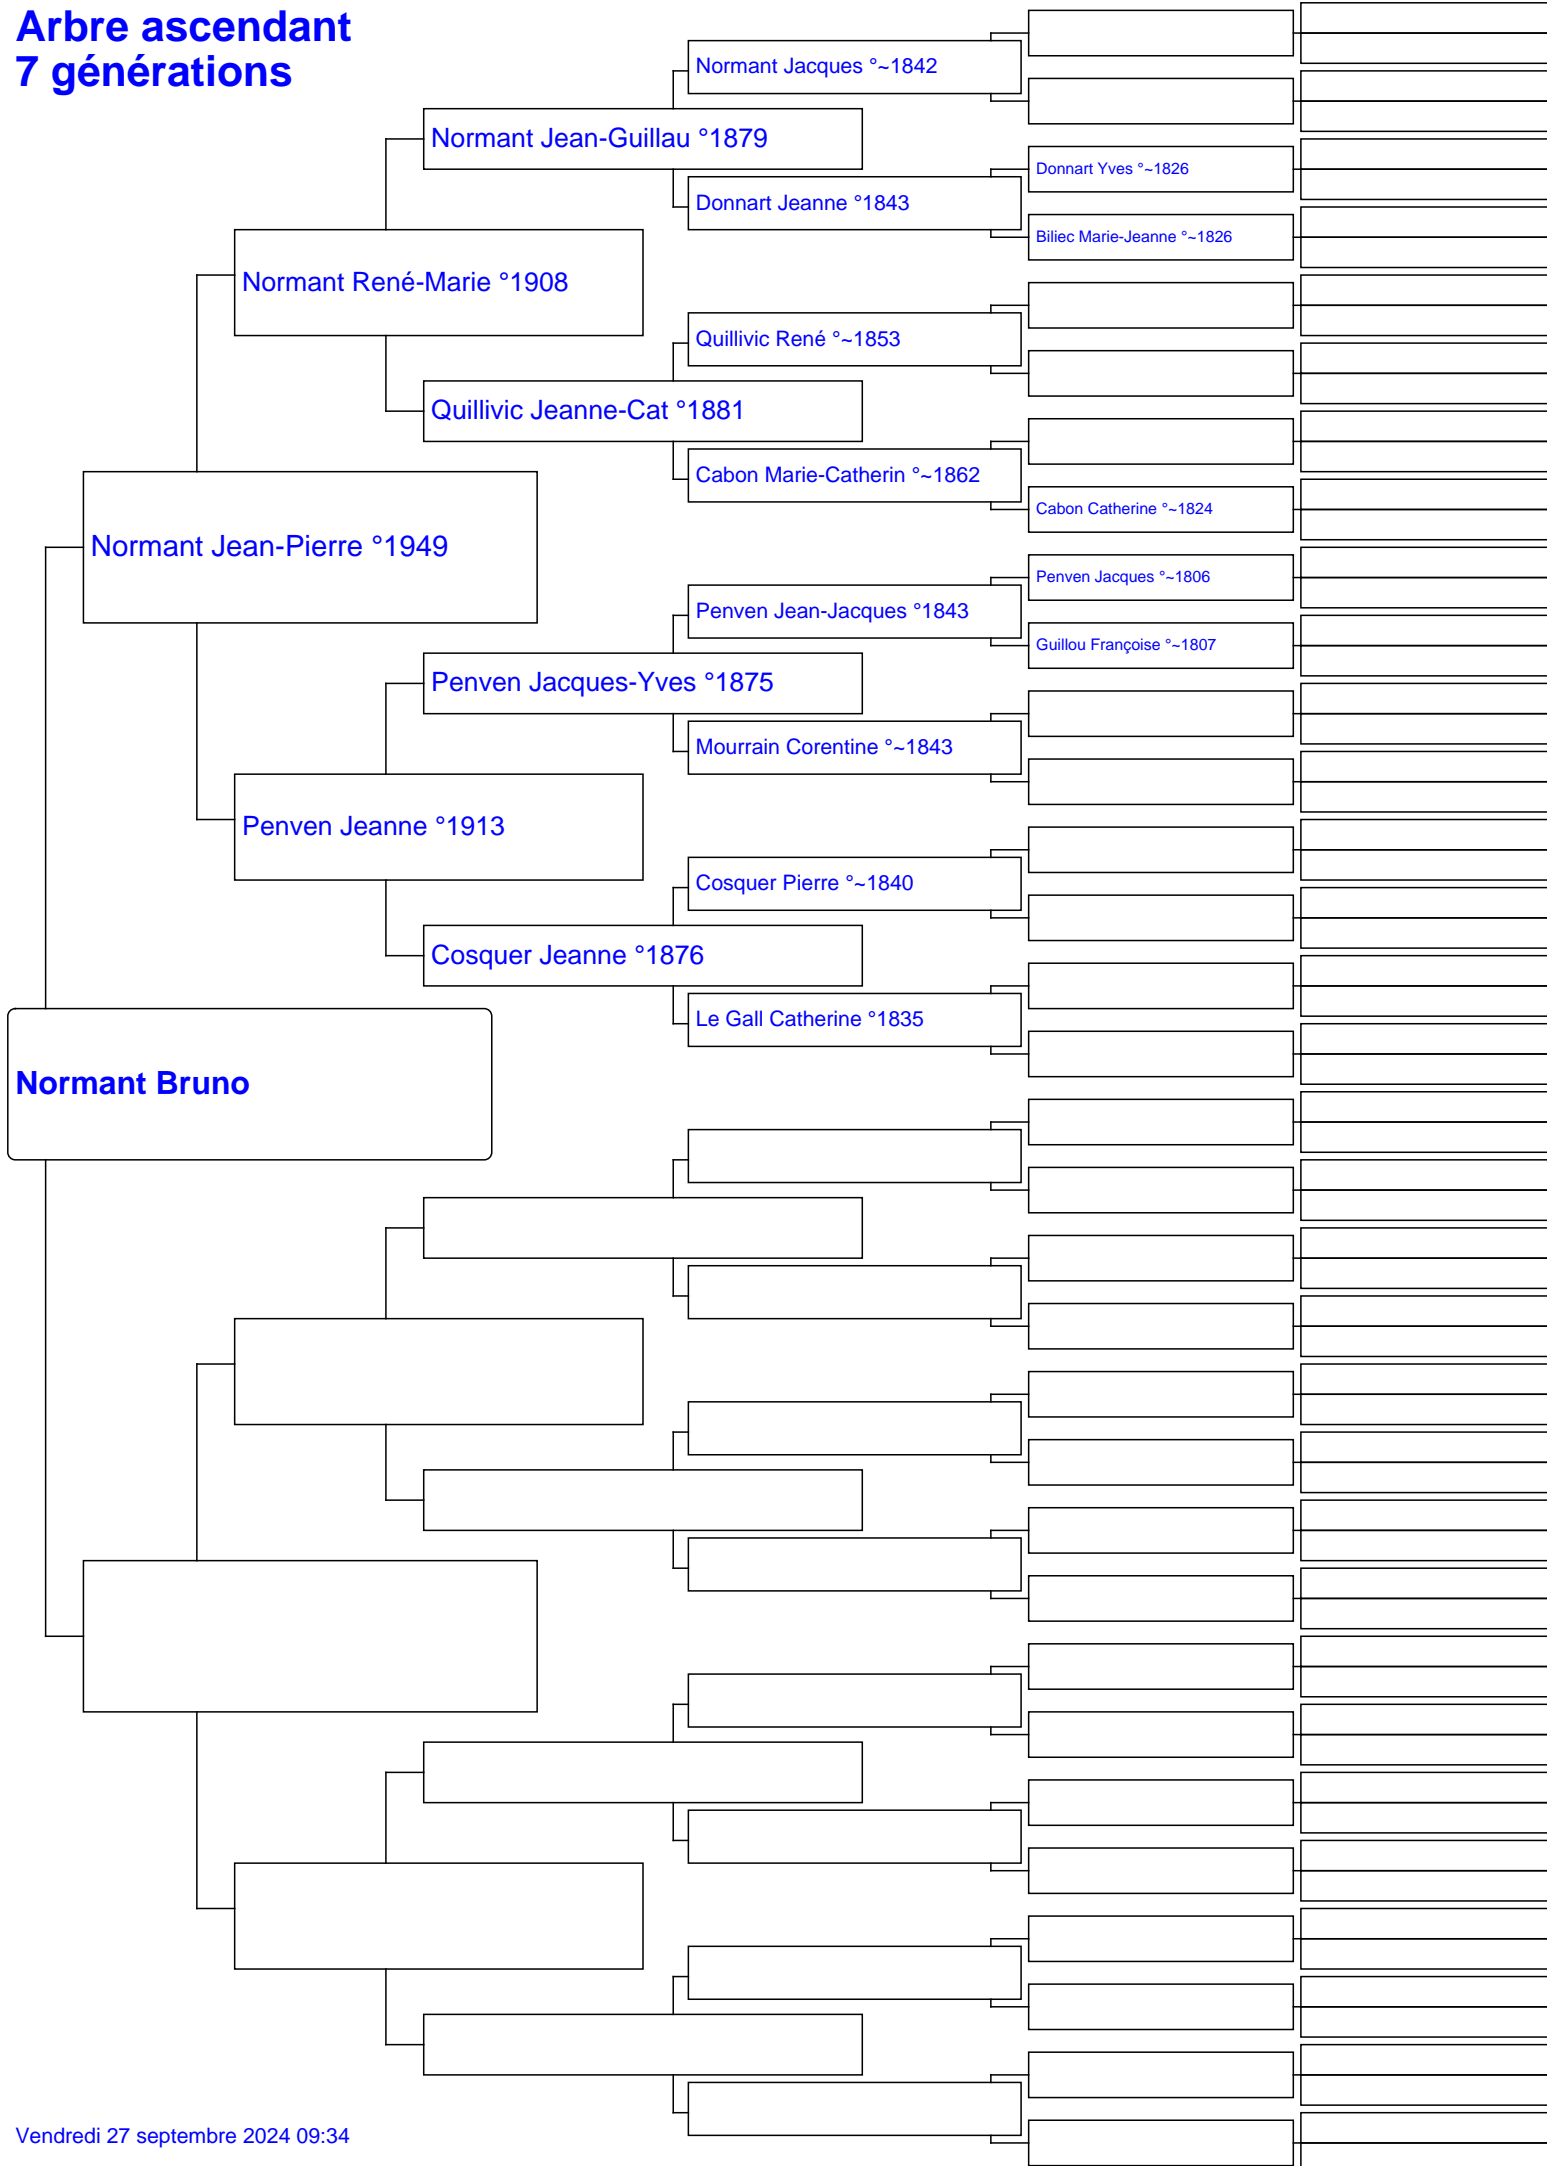 Arbre ascendant
7 générations
Normant Jacques °~1842
Normant Jean-Guillau °1879
Donnart Yves °~1826
Donnart Jeanne °1843
Biliec Marie-Jeanne °~1826
Normant René-Marie °1908
Quillivic René °~1853
Quillivic Jeanne-Cat °1881
Cabon Marie-Catherin °~1862
Cabon Catherine °~1824
Normant Jean-Pierre °1949
Penven Jacques °~1806
Penven Jean-Jacques °1843
Guillou Françoise °~1807
Penven Jacques-Yves °1875
Mourrain Corentine °~1843
Penven Jeanne °1913
Cosquer Pierre °~1840
Cosquer Jeanne °1876
Le Gall Catherine °1835
Normant Bruno
Vendredi 27 septembre 2024 09:34